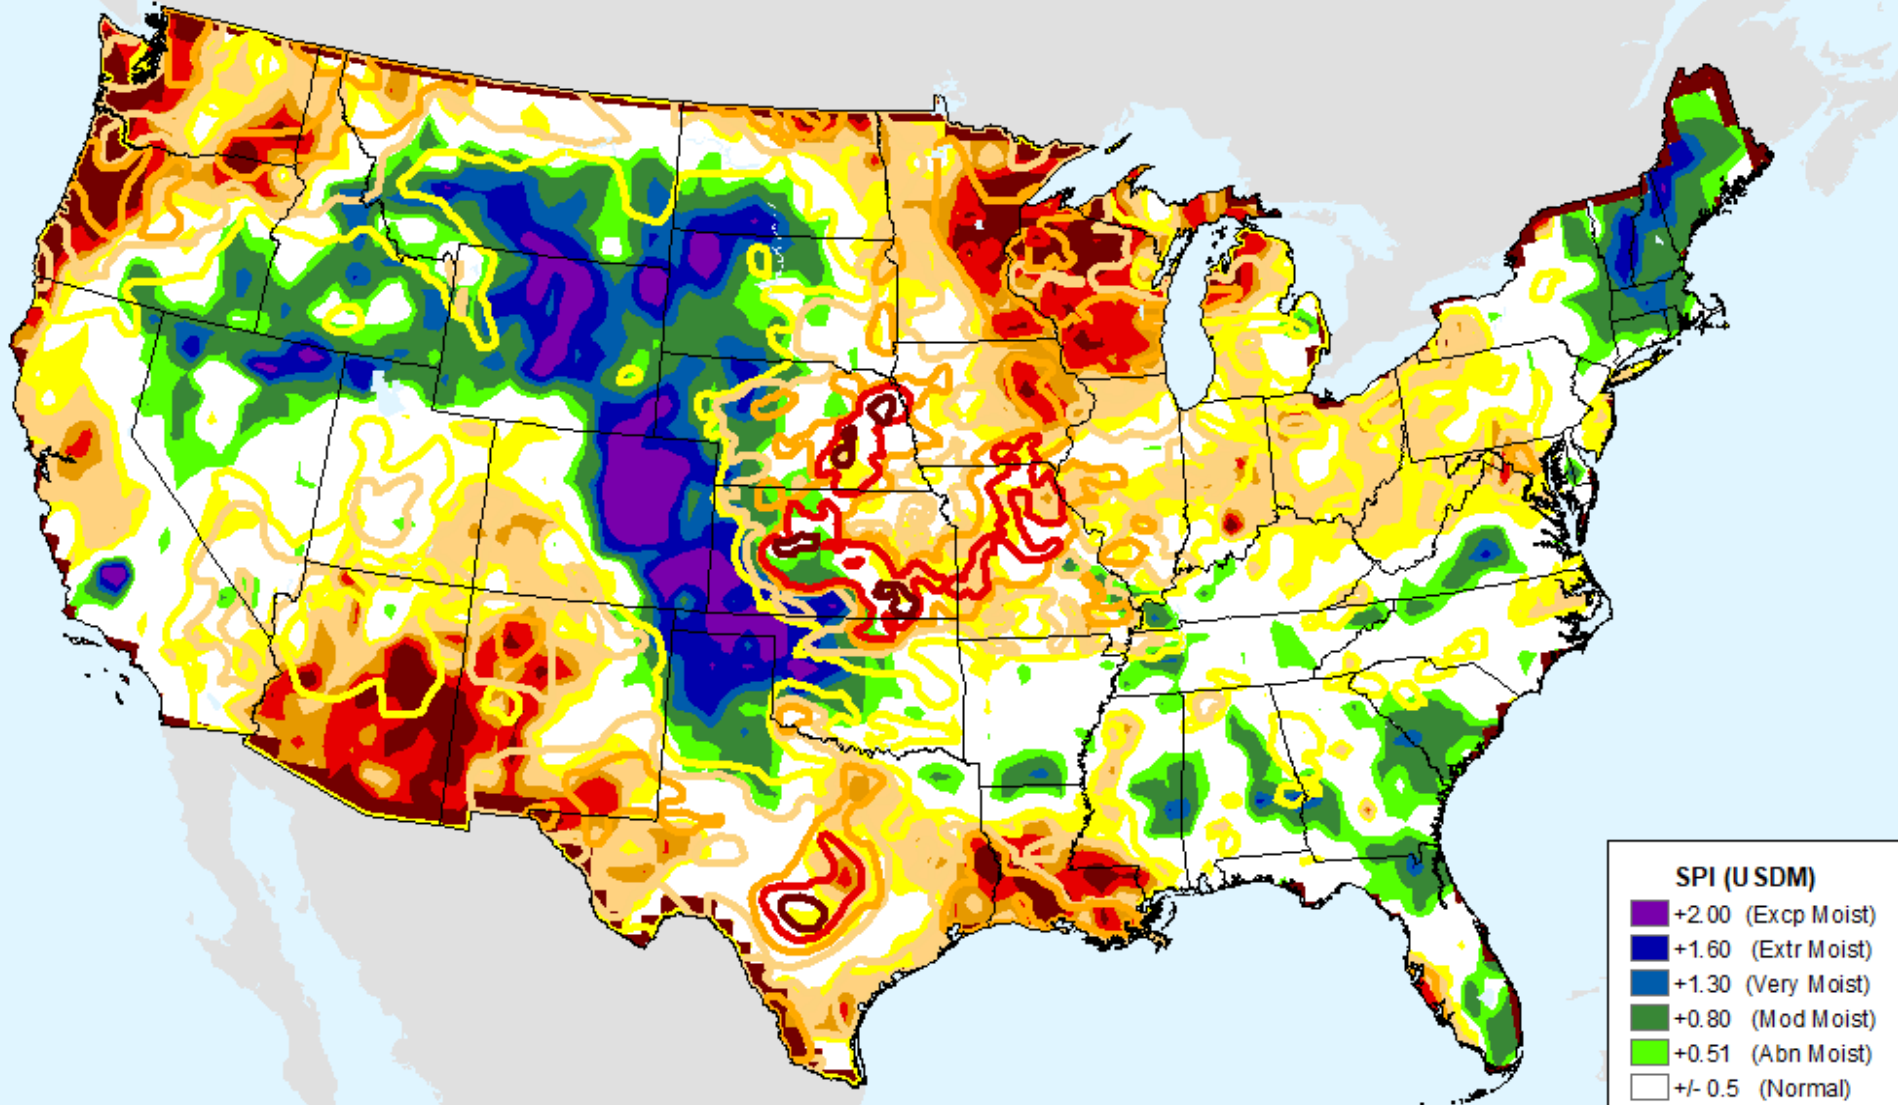 SPI (USDM)
+2.00 (Excp Moist)
+1.60 (Extr Moist)
+1.30 (Very Moist)
+0.80 (Mod Moist)
+0.51 (Abn Moist)
+/- 0.5 (Normal)